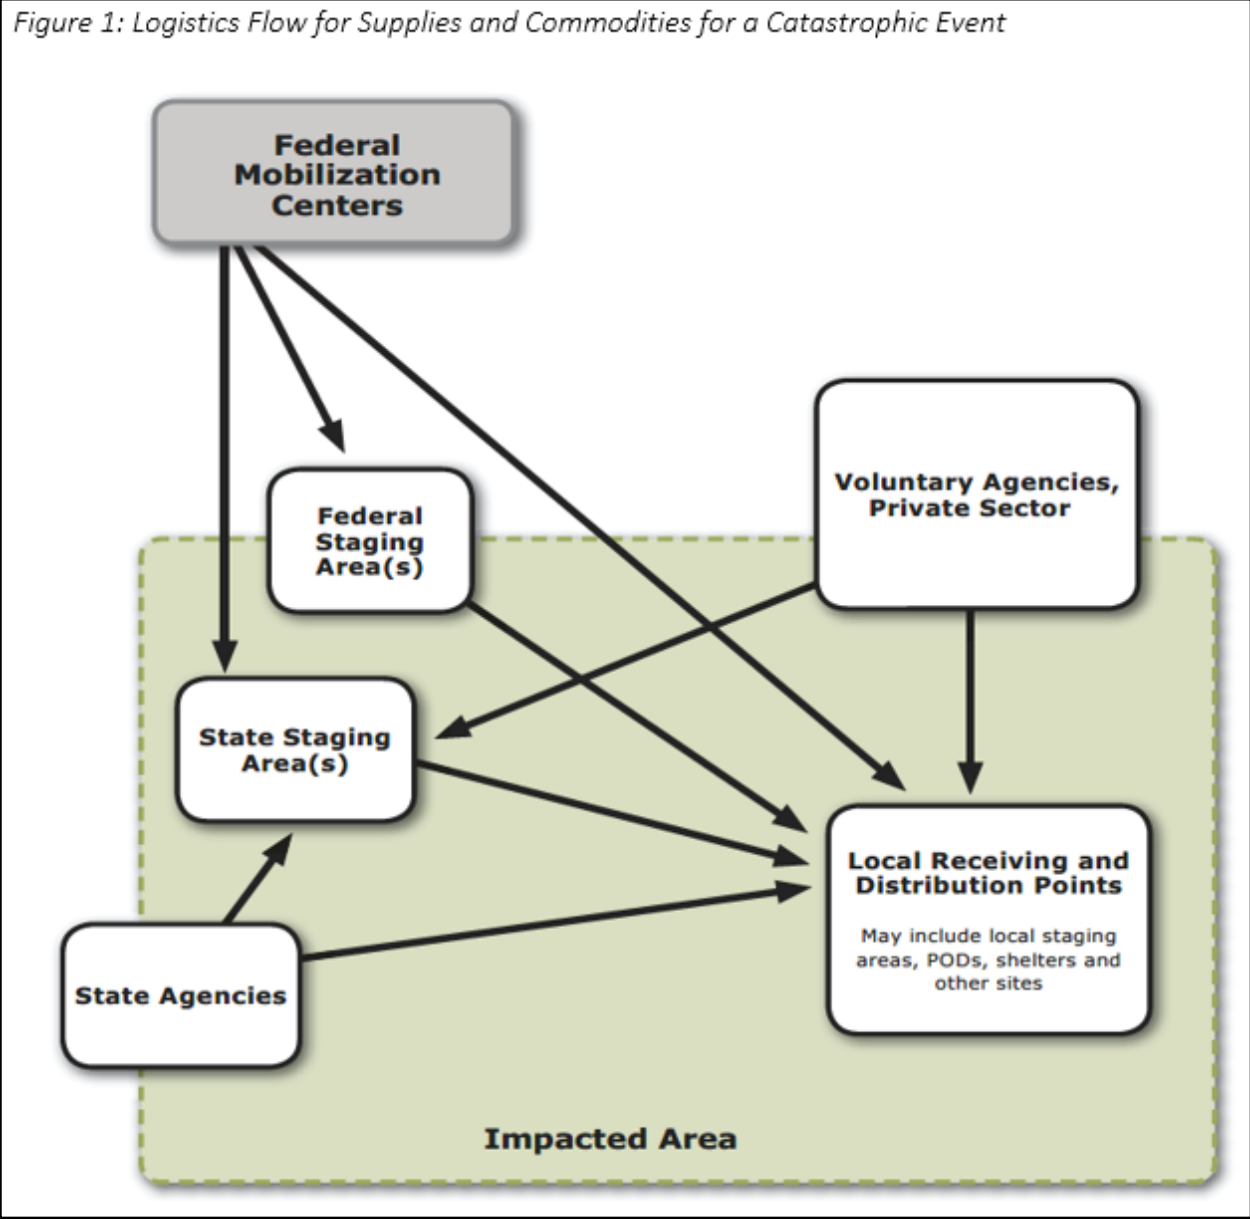 Figure 1: Logistics Flow for Supplies and Commodities for a Catastrophic Event
Federal
Mobilization
Centers
Voluntary Agencies,
Private Sector
Federal
Staging
Area(s)
State Staging
Area(s)
Local Receiving and
Distribution Points
May include local staging
areas, PODs, shelters and
other sites
State Agencies
Impacted Area